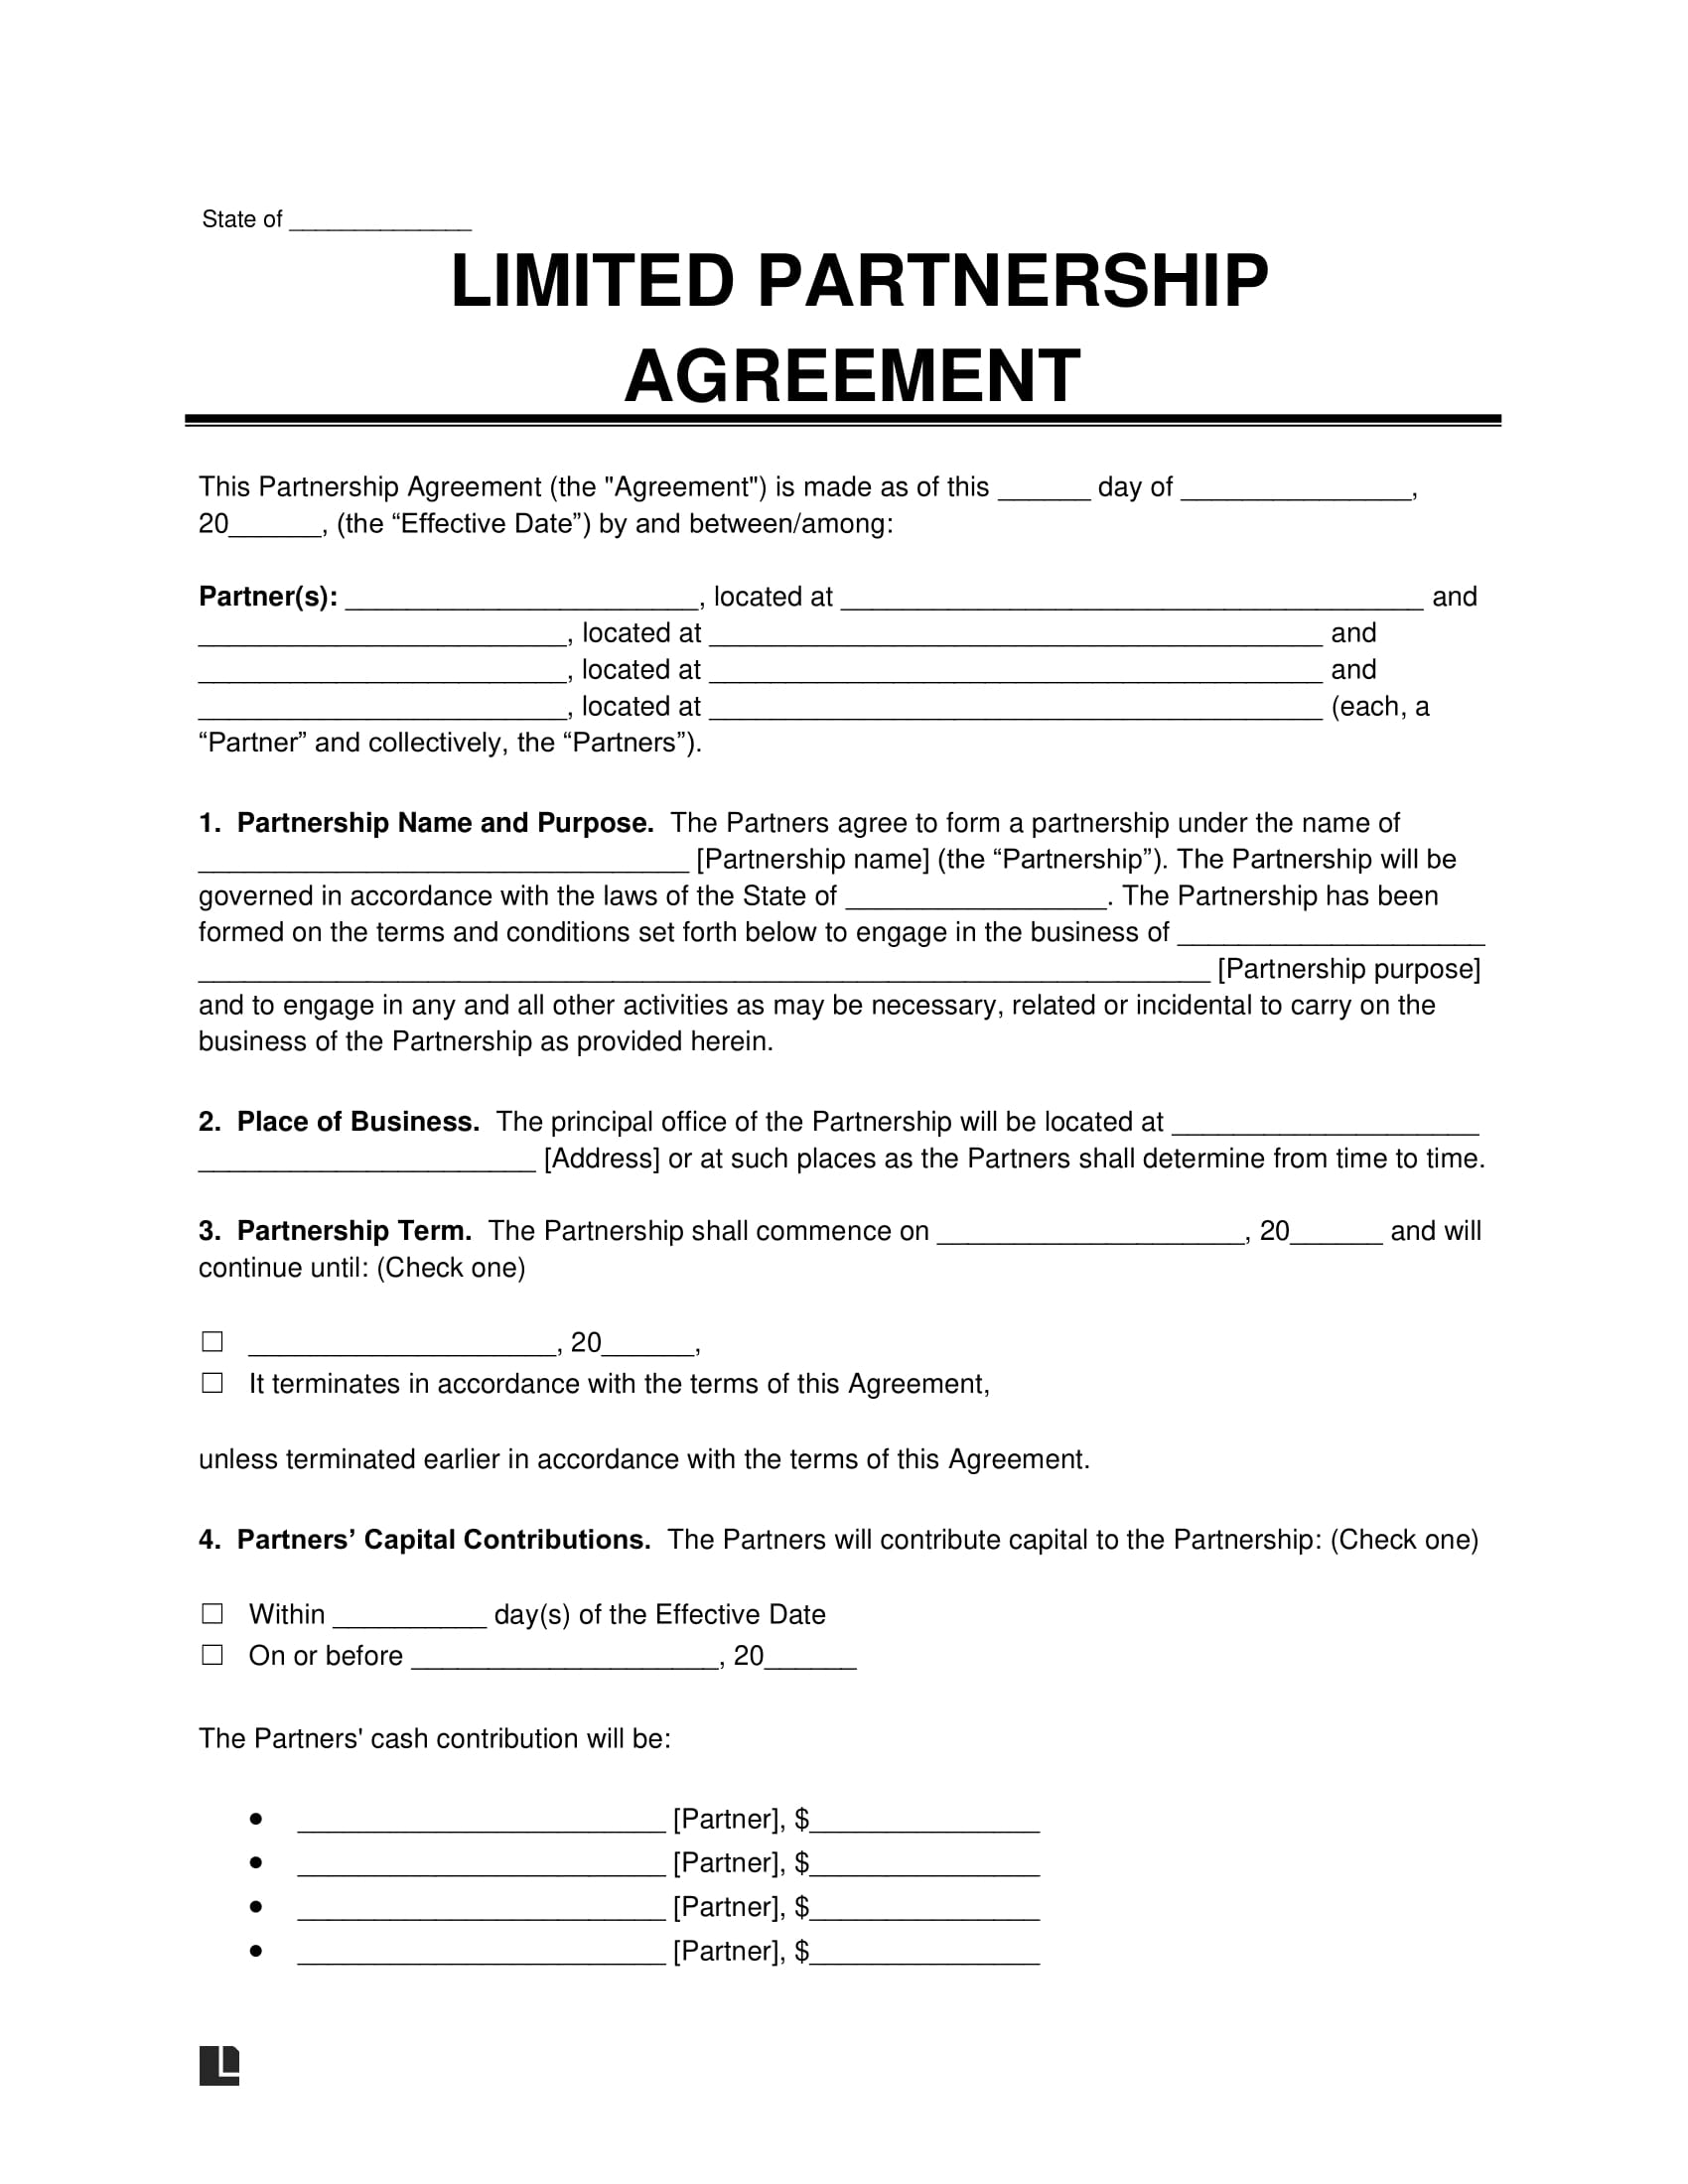 State of ______________
LIMITED PARTNERSHIP
AGREEMENT
This Partnership Agreement (the "Agreement") is made as of this ______ day of _______________,
20______, (the “Effective Date”) by and between/among:
Partner(s): _______________________, located at ______________________________________ and
________________________, located at ________________________________________ and
________________________, located at ________________________________________ and
________________________, located at ________________________________________ (each, a
“Partner” and collectively, the “Partners”).
1. Partnership Name and Purpose. The Partners agree to form a partnership under the name of
________________________________ [Partnership name] (the “Partnership”). The Partnership will be
governed in accordance with the laws of the State of _________________. The Partnership has been
formed on the terms and conditions set forth below to engage in the business of ____________________
__________________________________________________________________ [Partnership purpose]
and to engage in any and all other activities as may be necessary, related or incidental to carry on the
business of the Partnership as provided herein.
2. Place of Business. The principal office of the Partnership will be located at ____________________
______________________ [Address] or at such places as the Partners shall determine from time to time.
3. Partnership Term. The Partnership shall commence on ____________________, 20______ and will
continue until: (Check one)
☐ ____________________, 20______,
☐ It terminates in accordance with the terms of this Agreement,
unless terminated earlier in accordance with the terms of this Agreement.
4. Partners’ Capital Contributions. The Partners will contribute capital to the Partnership: (Check one)
☐ Within __________ day(s) of the Effective Date
☐ On or before ____________________, 20______
The Partners' cash contribution will be:
● ________________________ [Partner], $_______________
● ________________________ [Partner], $_______________
● ________________________ [Partner], $_______________
● ________________________ [Partner], $_______________